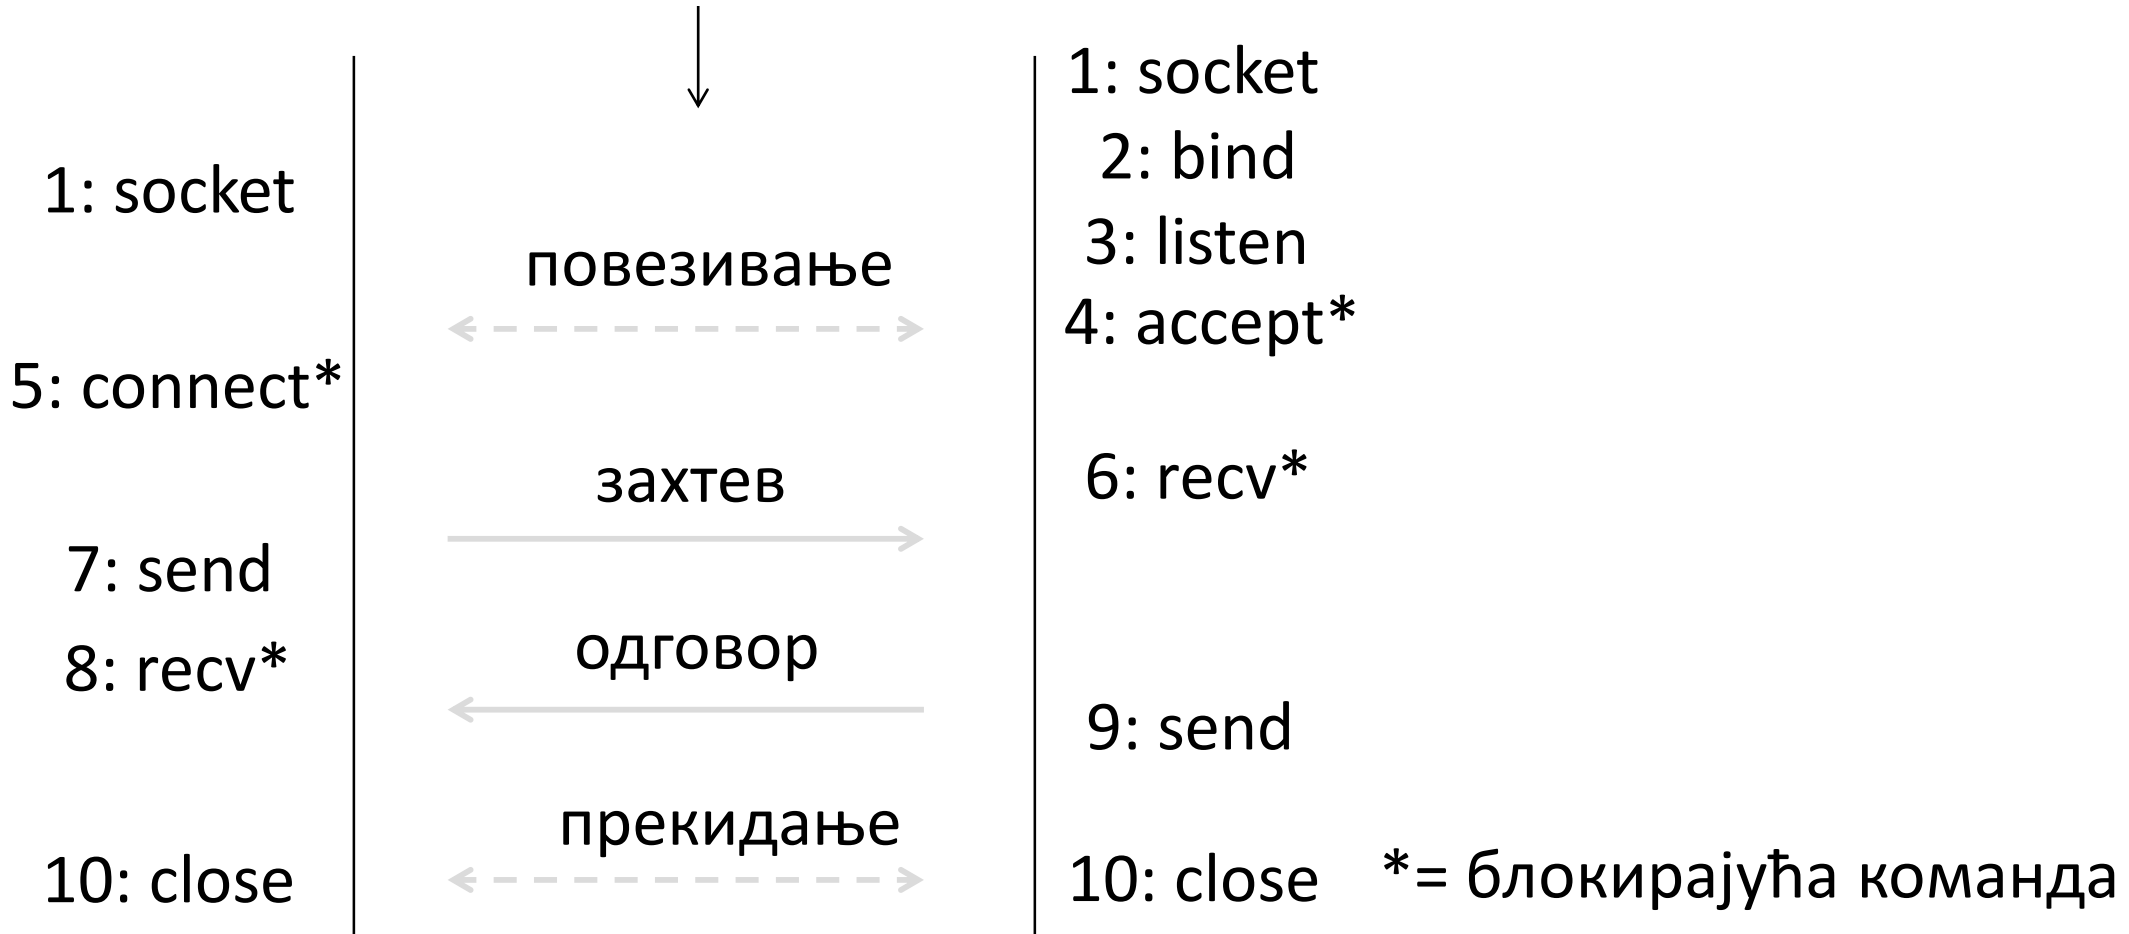 1: socket
2: bind
1: socket
3: listen
повезивање
4: accept*
5: connect*
захтев
6: recv*
7: send
одговор
8: recv*
9: send
прекидање
10: close
10: close
*= блокирајућа команда